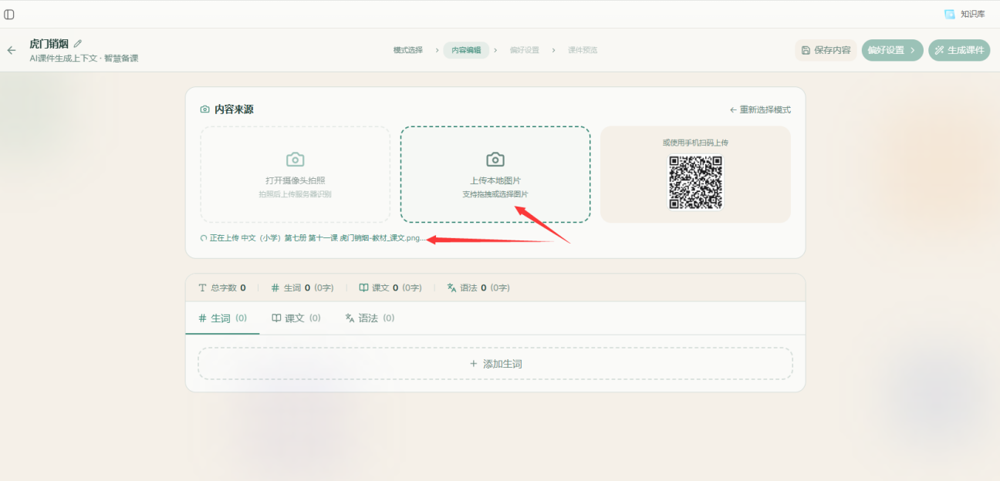 知识库
虎门销烟
AI课件生成上下文 · 智慧备课
模式选择 > 内容编辑 > 偏好设置 > 课件预览
保存内容
偏好设置 >
生成课件
内容来源
← 重新选择模式
打开摄像头拍照
拍照后上传服务器识别
上传本地图片
支持拖拽或选择图片
或使用手机扫码上传
正在上传 中文（小学）第七册 第十一课 虎门销烟-教材_课文.png...
总字数 0
# 生词 0 (0字)
课文 0 (0字)
语法 0 (0字)
# 生词 (0)
课文 (0)
语法 (0)
+ 添加生词